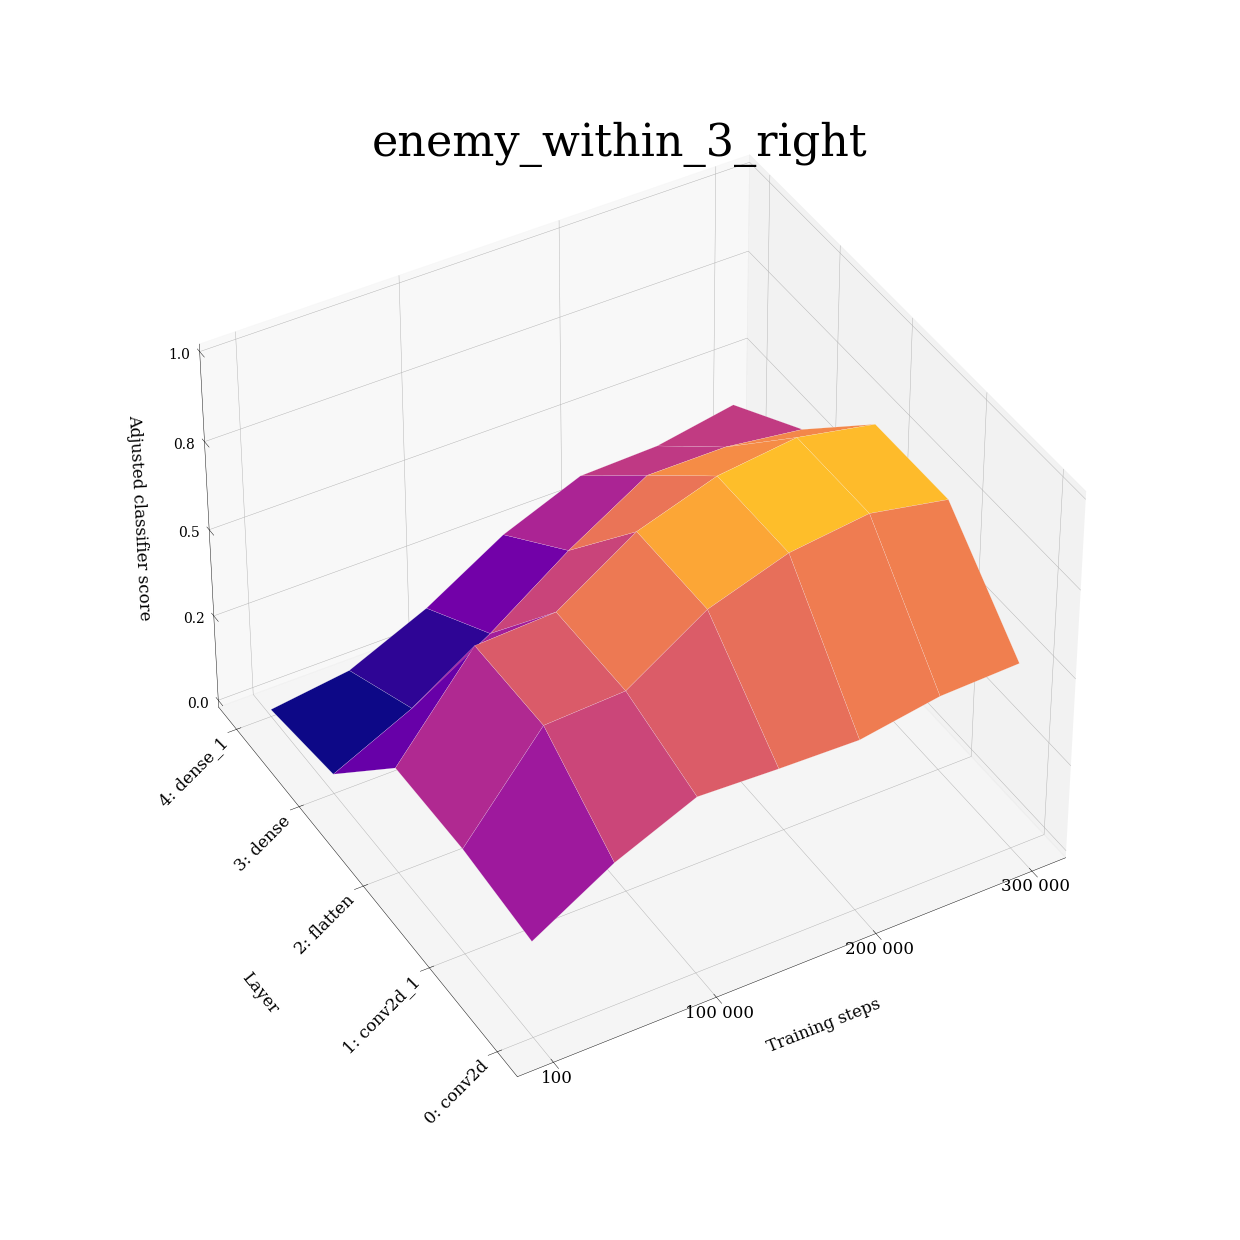 enemy_within_3_right
1.0
0.8
0.5
0.2
0.0
Adjusted classifier score
4: dense_1
3: dense
2: flatten
1: conv2d_1
0: conv2d
Layer
100
100 000
200 000
300 000
Training steps